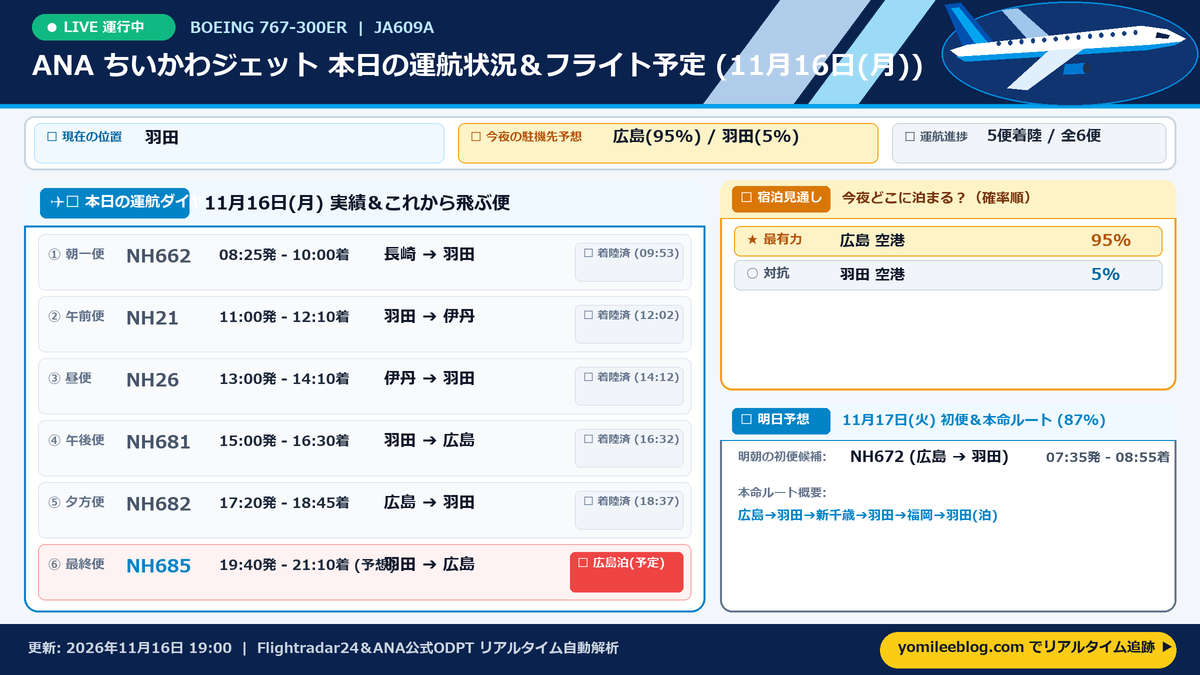 ● LIVE 運行中 BOEING 767-300ER | JA609A
ANA ちいかわジェット 本日の運航状況＆フライト予定 (11月16日(月))
□ 現在の位置 羽田
□ 今夜の駐機先予想 広島(95%) / 羽田(5%)
□ 運航進捗 5便着陸 / 全6便
✈□ 本日の運航ダイ 11月16日(月) 実績＆これから飛ぶ便
① 朝一便 NH662 08:25発 - 10:00着 長崎 → 羽田 □ 着陸済 (09:53)
② 午前便 NH21 11:00発 - 12:10着 羽田 → 伊丹 □ 着陸済 (12:02)
③ 昼便 NH26 13:00発 - 14:10着 伊丹 → 羽田 □ 着陸済 (14:12)
④ 午後便 NH681 15:00発 - 16:30着 羽田 → 広島 □ 着陸済 (16:32)
⑤ 夕方便 NH682 17:20発 - 18:45着 広島 → 羽田 □ 着陸済 (18:37)
⑥ 最終便 NH685 19:40発 - 21:10着 (予想) 羽田 → 広島 □ 広島泊(予定)
□ 宿泊見通し 今夜どこに泊まる？ (確率順)
★ 最有力 広島 空港 95%
○ 対抗 羽田 空港 5%
□ 明日予想 11月17日(火) 初便＆本命ルート (87%)
明朝の初便候補: NH672 (広島 → 羽田) 07:35発 - 08:55着
本命ルート概要:
広島→羽田→新千歳→羽田→福岡→羽田(泊)
更新: 2026年11月16日 19:00 | Flightradar24＆ANA公式ODPT リアルタイム自動解析
yomileeblog.com でリアルタイム追跡 ▶